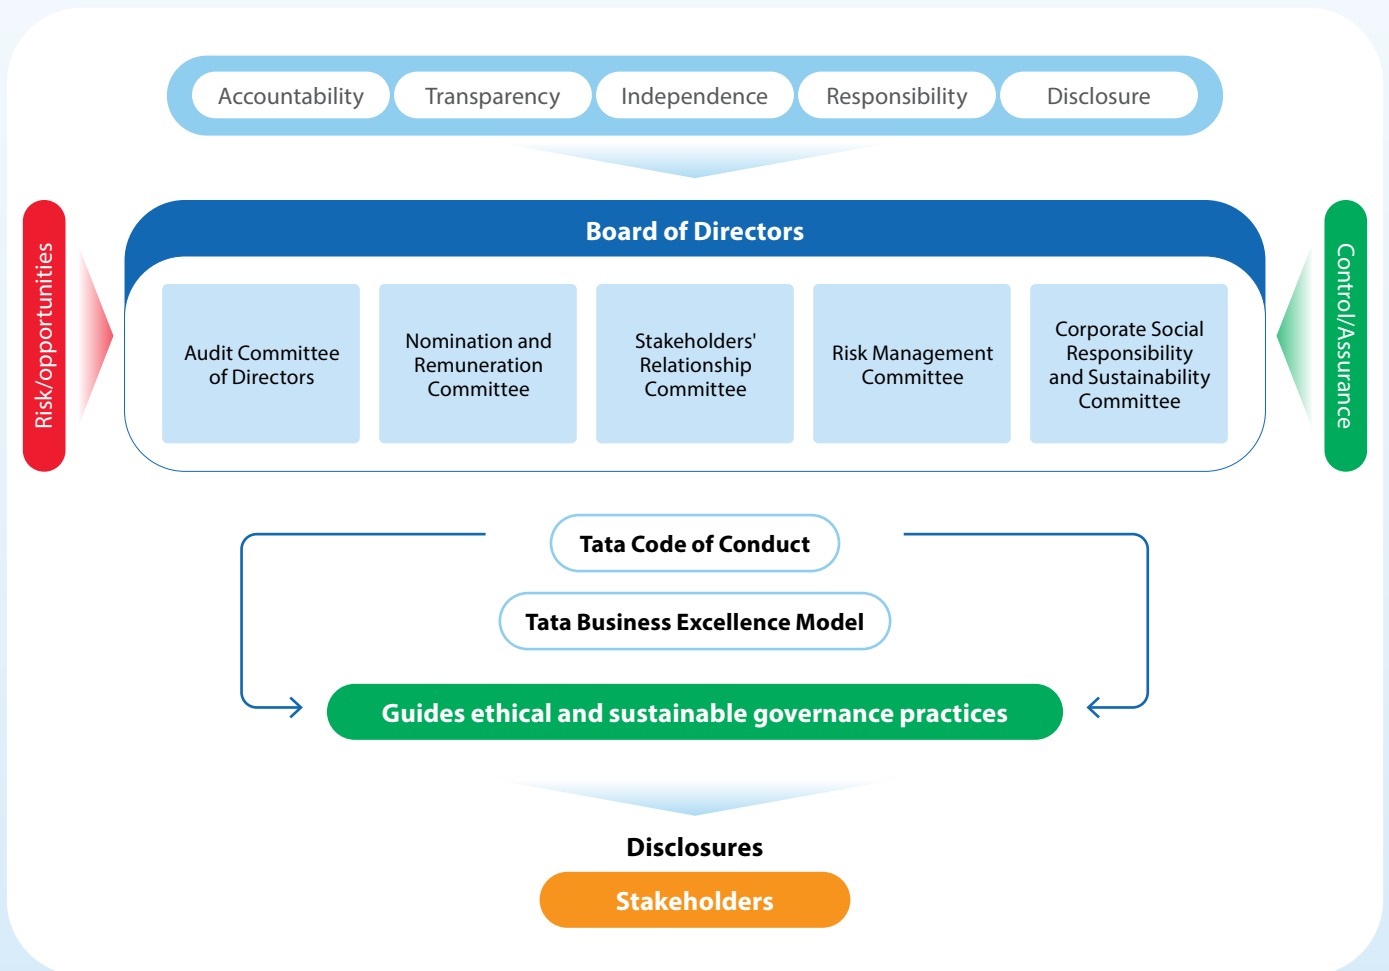 Accountability
Transparency
Independence
Responsibility
Disclosure
Risk/opportunities
Board of Directors
Audit Committee
of Directors
Nomination and
Remuneration
Committee
Stakeholders'
Relationship
Committee
Risk Management
Committee
Corporate Social
Responsibility
and Sustainability
Committee
Control/Assurance
Tata Code of Conduct
Tata Business Excellence Model
Guides ethical and sustainable governance practices
Disclosures
Stakeholders